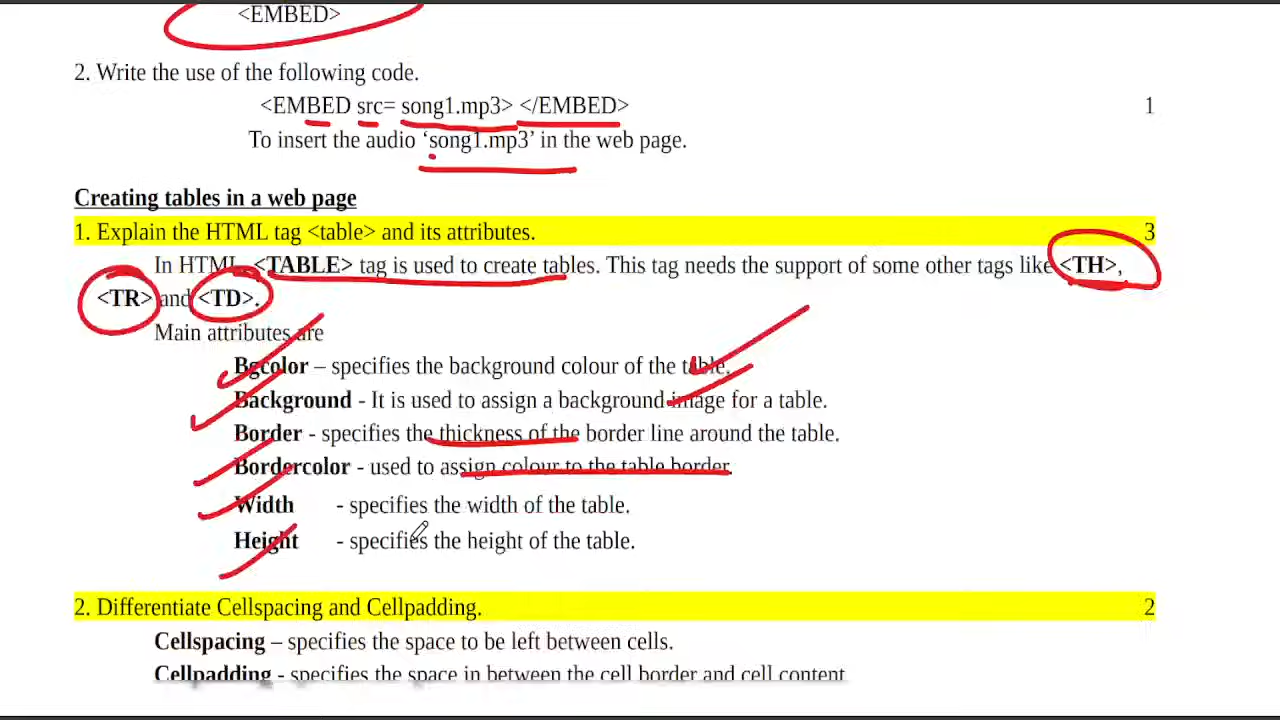 <EMBED>
2. Write the use of the following code.
<EMBED src= song1.mp3> </EMBED> 1
To insert the audio ‘song1.mp3’ in the web page.
Creating tables in a web page
1. Explain the HTML tag <table> and its attributes. 3
In HTML, <TABLE> tag is used to create tables. This tag needs the support of some other tags like <TH>,
<TR> and <TD>.
Main attributes are
Bgcolor – specifies the background colour of the table.
Background - It is used to assign a background image for a table.
Border - specifies the thickness of the border line around the table.
Bordercolor - used to assign colour to the table border.
Width - specifies the width of the table.
Height - specifies the height of the table.
2. Differentiate Cellspacing and Cellpadding. 2
Cellspacing – specifies the space to be left between cells.
Cellpadding - specifies the space in between the cell border and cell content